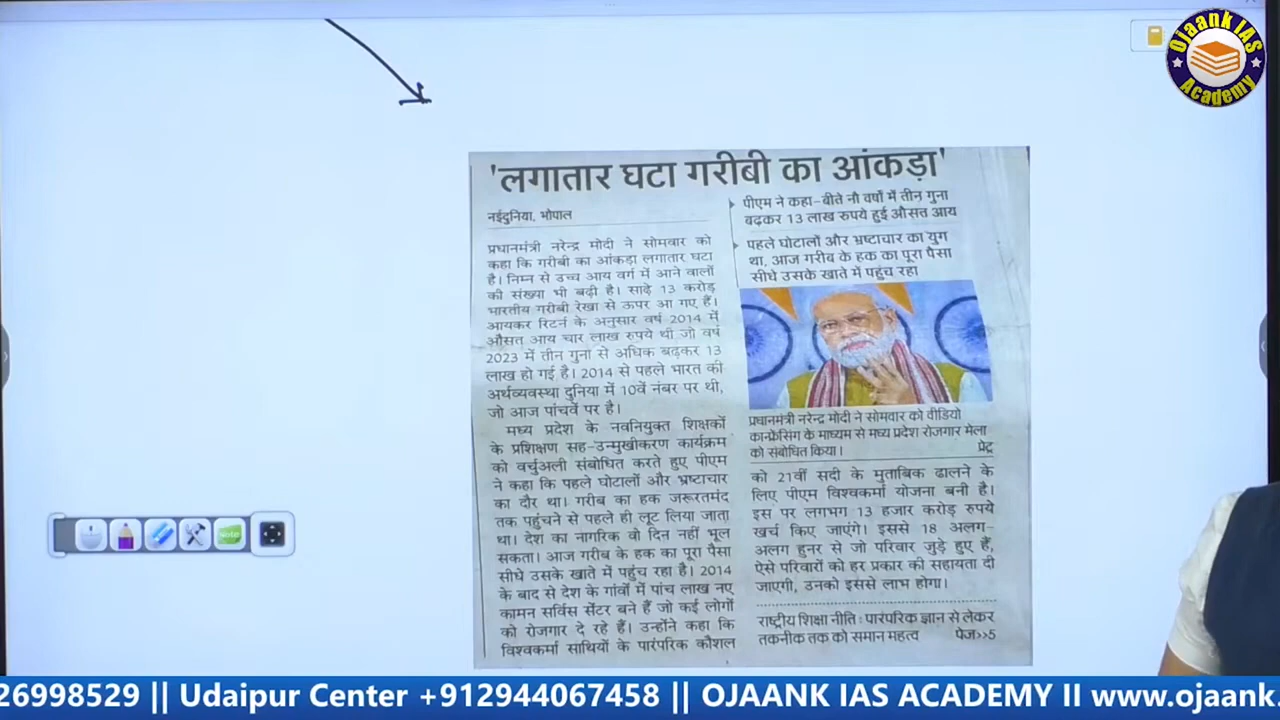 Ojaank IAS
Academy
'लगातार घटा गरीबी का आंकड़ा'
नईदुनिया, भोपाल
प्रधानमंत्री नरेन्द्र मोदी ने सोमवार को
कहा कि गरीबी का आंकड़ा लगातार घटा
है। निम्न से उच्च आय वर्ग में आने वालों
की संख्या भी बढ़ी है। साढ़े 13 करोड़
भारतीय गरीबी रेखा से ऊपर आ गए हैं।
आयकर रिटर्न के अनुसार वर्ष 2014 में
औसत आय चार लाख रुपये थी जो वर्ष
2023 में तीन गुना से अधिक बढ़कर 13
लाख हो गई है। 2014 से पहले भारत की
अर्थव्यवस्था दुनिया में 10वें नंबर पर थी,
जो आज पांचवें पर है।
मध्य प्रदेश के नवनियुक्त शिक्षकों
के प्रशिक्षण सह-उन्मुखीकरण कार्यक्रम
को वर्चुअली संबोधित करते हुए पीएम
ने कहा कि पहले घोटालों और भ्रष्टाचार
का दौर था। गरीब का हक जरूरतमंद
तक पहुंचने से पहले ही लूट लिया जाता
था। देश का नागरिक वो दिन नहीं भूल
सकता। आज गरीब के हक का पूरा पैसा
सीधे उसके खाते में पहुंच रहा है। 2014
के बाद से देश के गांवों में पांच लाख नए
कामन सर्विस सेंटर बने हैं जो कई लोगों
को रोजगार दे रहे हैं। उन्होंने कहा कि
विश्वकर्मा साथियों के पारंपरिक कौशल
पीएम ने कहा-बीते नौ वर्षों में तीन गुना
बढ़कर 13 लाख रुपये हुई औसत आय
पहले घोटालों और भ्रष्टाचार का युग
था, आज गरीब के हक का पूरा पैसा
सीधे उसके खाते में पहुंच रहा
प्रधानमंत्री नरेन्द्र मोदी ने सोमवार को वीडियो
कान्फ्रेंसिंग के माध्यम से मध्य प्रदेश रोजगार मेला
को संबोधित किया। प्रेट्र
को 21वीं सदी के मुताबिक ढालने के
लिए पीएम विश्वकर्मा योजना बनी है।
इस पर लगभग 13 हजार करोड़ रुपये
खर्च किए जाएंगे। इससे 18 अलग-
अलग हुनर से जो परिवार जुड़े हुए हैं,
ऐसे परिवारों को हर प्रकार की सहायता दी
जाएगी, उनको इससे लाभ होगा।
राष्ट्रीय शिक्षा नीति : पारंपरिक ज्ञान से लेकर
तकनीक तक को समान महत्व पेज>>5
Note
26998529 || Udaipur Center +912944067458 || OJAANK IAS ACADEMY II www.ojaank.